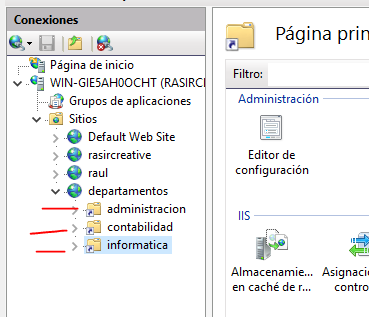 Conexiones
Página de inicio
WIN-GIE5AH0OCHT (RASIRC
Grupos de aplicaciones
Sitios
Default Web Site
rasircreative
raul
departamentos
administracion
contabilidad
informatica
Página prin
Filtro:
Administración
Editor de
configuración
IIS
Almacenamie...
en caché de r...
Asignacio
contro